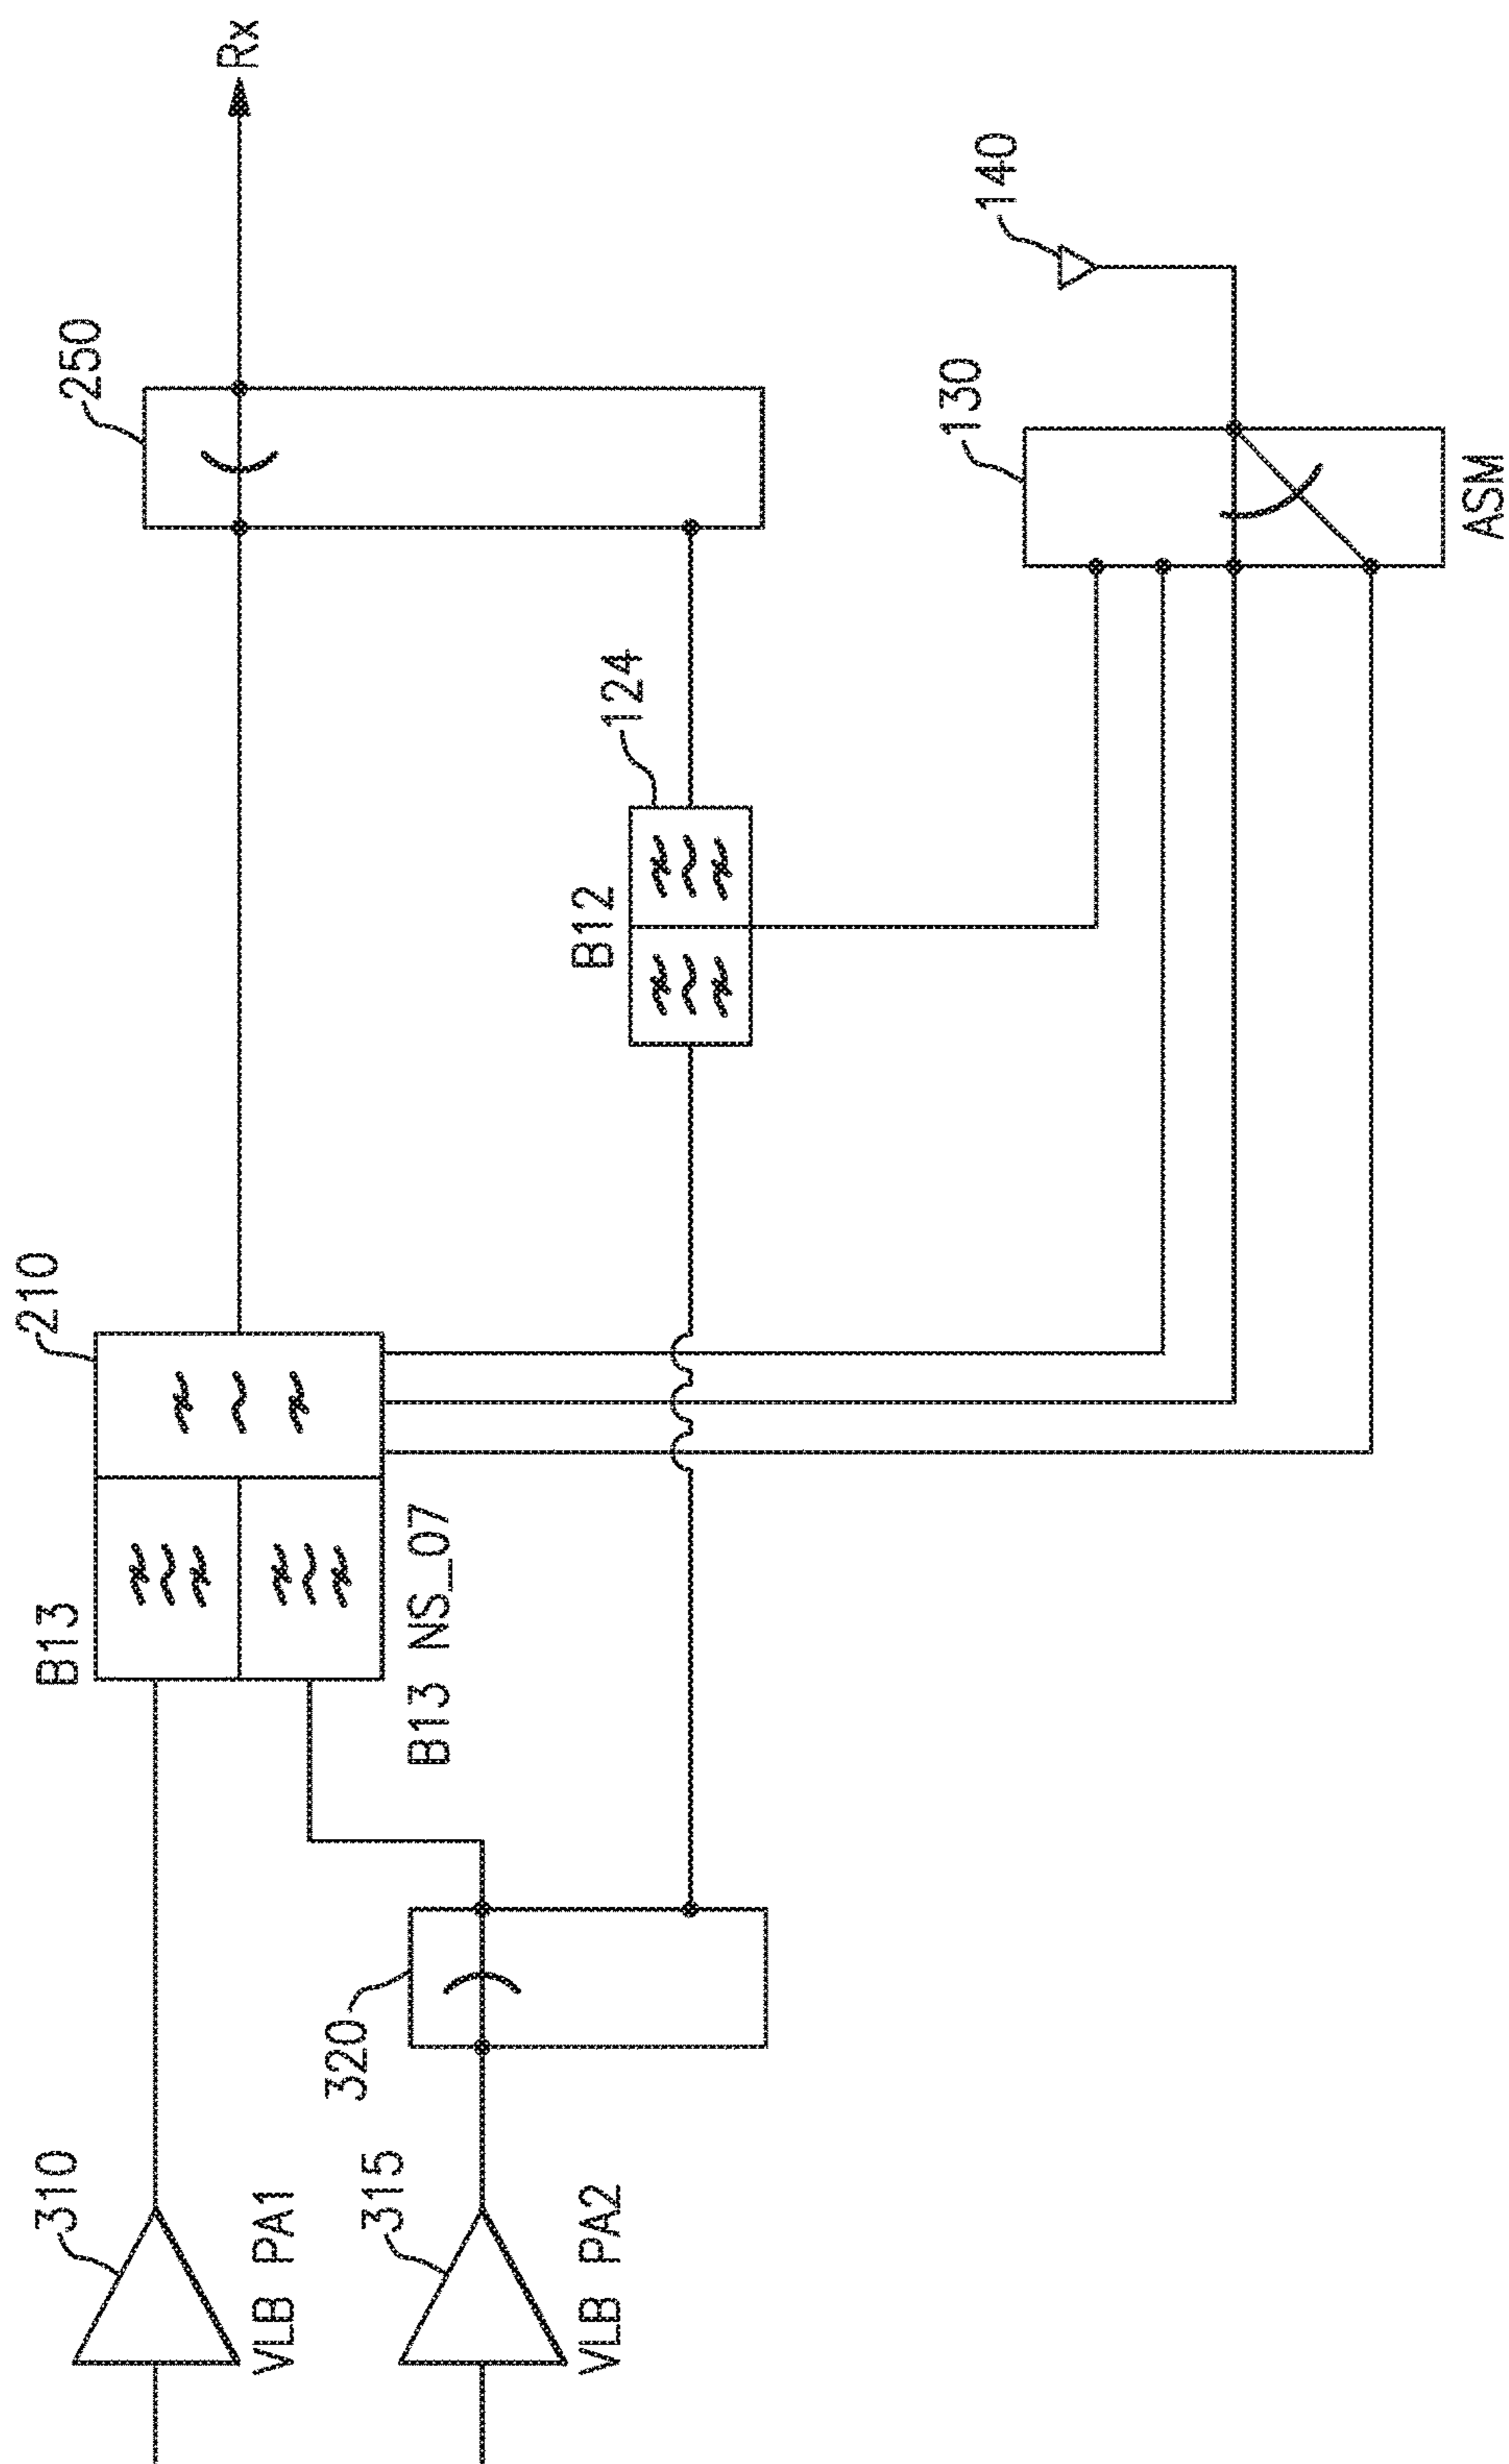 310
VLB PA1
315
VLB PA2
320
B13
B13 NS_07
210
B12
124
250
130
ASM
140
Rx